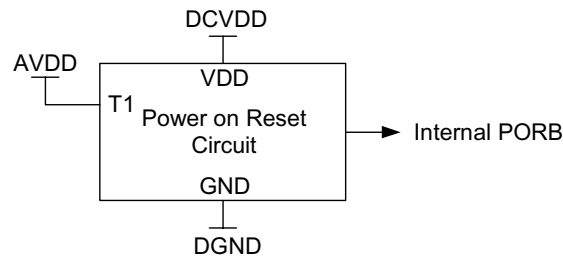 DCVDD
AVDD
VDD
T1
Power on Reset
Circuit
Internal PORB
GND
DGND